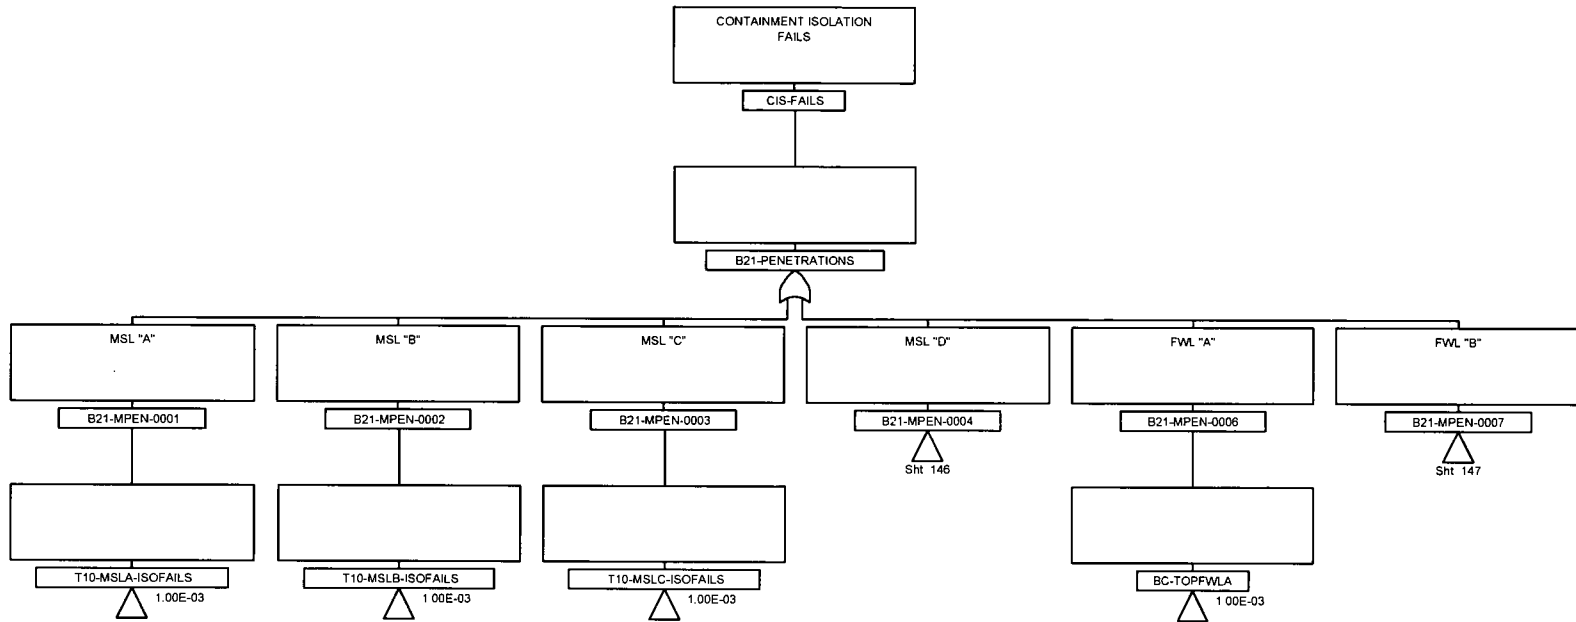 CONTAINMENT ISOLATION
FAILS
CIS-FAILS
B21-PENETRATIONS
MSL "A"
MSL "B"
MSL "C"
MSL "D"
FWL "A"
FWL "B"
B21-MPEN-0001
B21-MPEN-0002
B21-MPEN-0003
B21-MPEN-0004
B21-MPEN-0006
B21-MPEN-0007
Sht 146
Sht 147
T10-MSLA-ISOFAILS
T10-MSLB-ISOFAILS
T10-MSLC-ISOFAILS
BC-TOPFWLA
1.00E-03
1 00E-03
1.00E-03
1 00E-03